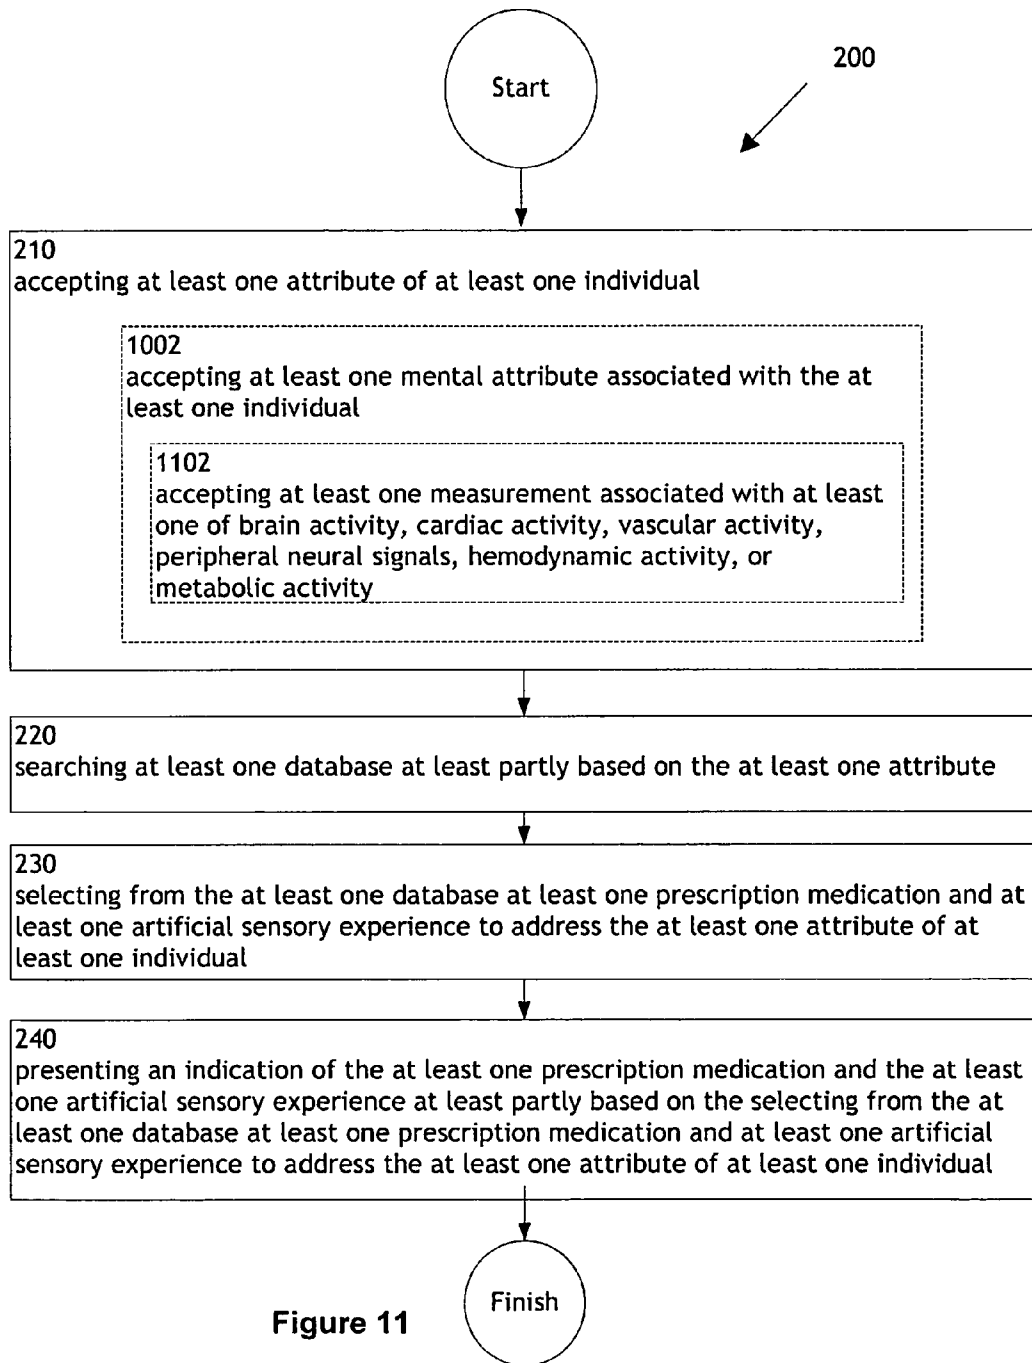 Start
200
210
accepting at least one attribute of at least one individual
1002
accepting at least one mental attribute associated with the at
least one individual
1102
accepting at least one measurement associated with at least
one of brain activity, cardiac activity, vascular activity,
peripheral neural signals, hemodynamic activity, or
metabolic activity
220
searching at least one database at least partly based on the at least one attribute
230
selecting from the at least one database at least one prescription medication and at
least one artificial sensory experience to address the at least one attribute of at
least one individual
240
presenting an indication of the at least one prescription medication and the at least
one artificial sensory experience at least partly based on the selecting from the at
least one database at least one prescription medication and at least one artificial
sensory experience to address the at least one attribute of at least one individual
Finish
Figure 11